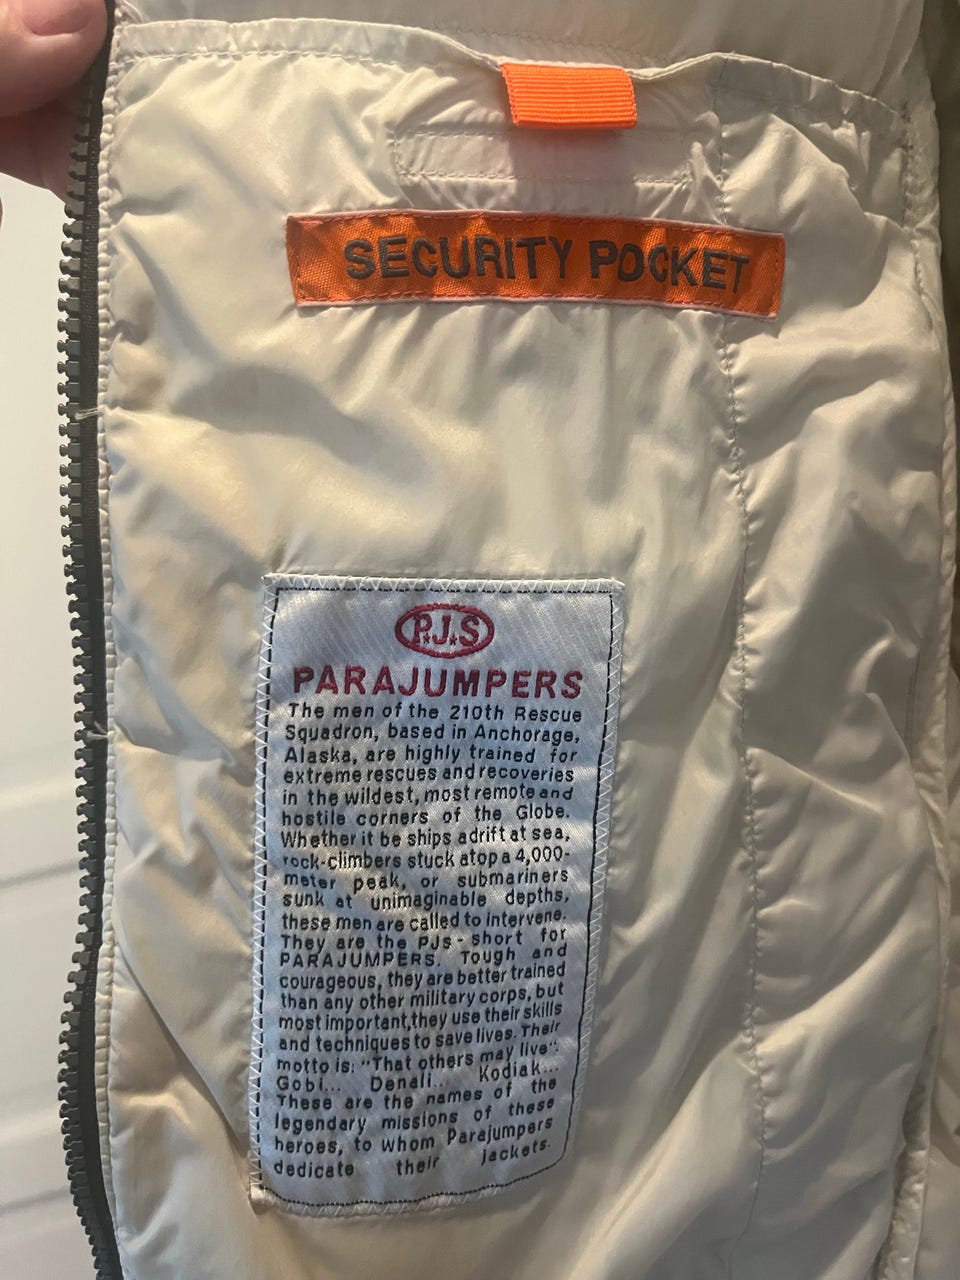 SECURITY POCKET
P.J.S
PARAJUMPERS
The men of the 210th Rescue
Squadron, based in Anchorage,
Alaska, are highly trained for
extreme rescues and recoveries
in the wildest, most remote and
hostile corners of the Globe.
Whether it be ships adrift at sea,
rock-climbers stuck atop a 4,000-
meter peak, or submariners
sunk at unimaginable depths,
these men are called to intervene.
They are the PJs - short for
PARAJUMPERS. Tough and
courageous, they are better trained
than any other military corps, but
most important, they use their skills
and techniques to save lives. Their
motto is: "That others may live".
Gobi... Denali... Kodiak...
These are the names of the
legendary missions of these
heroes, to whom Parajumpers
dedicate their jackets.